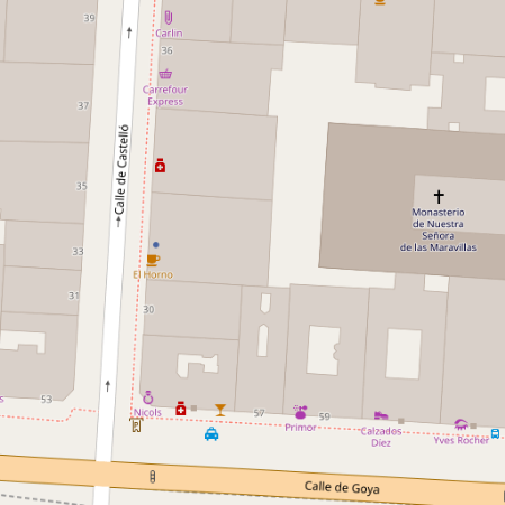 39
Carlin
36
Carrefour
Express
37
Calle de Castelló
35
Monasterio
de Nuestra
Señora
de las Maravillas
33
El Horno
31
30
53
Nicols
57
59
Primor
Calzados
Díez
Yves Rocher
Calle de Goya